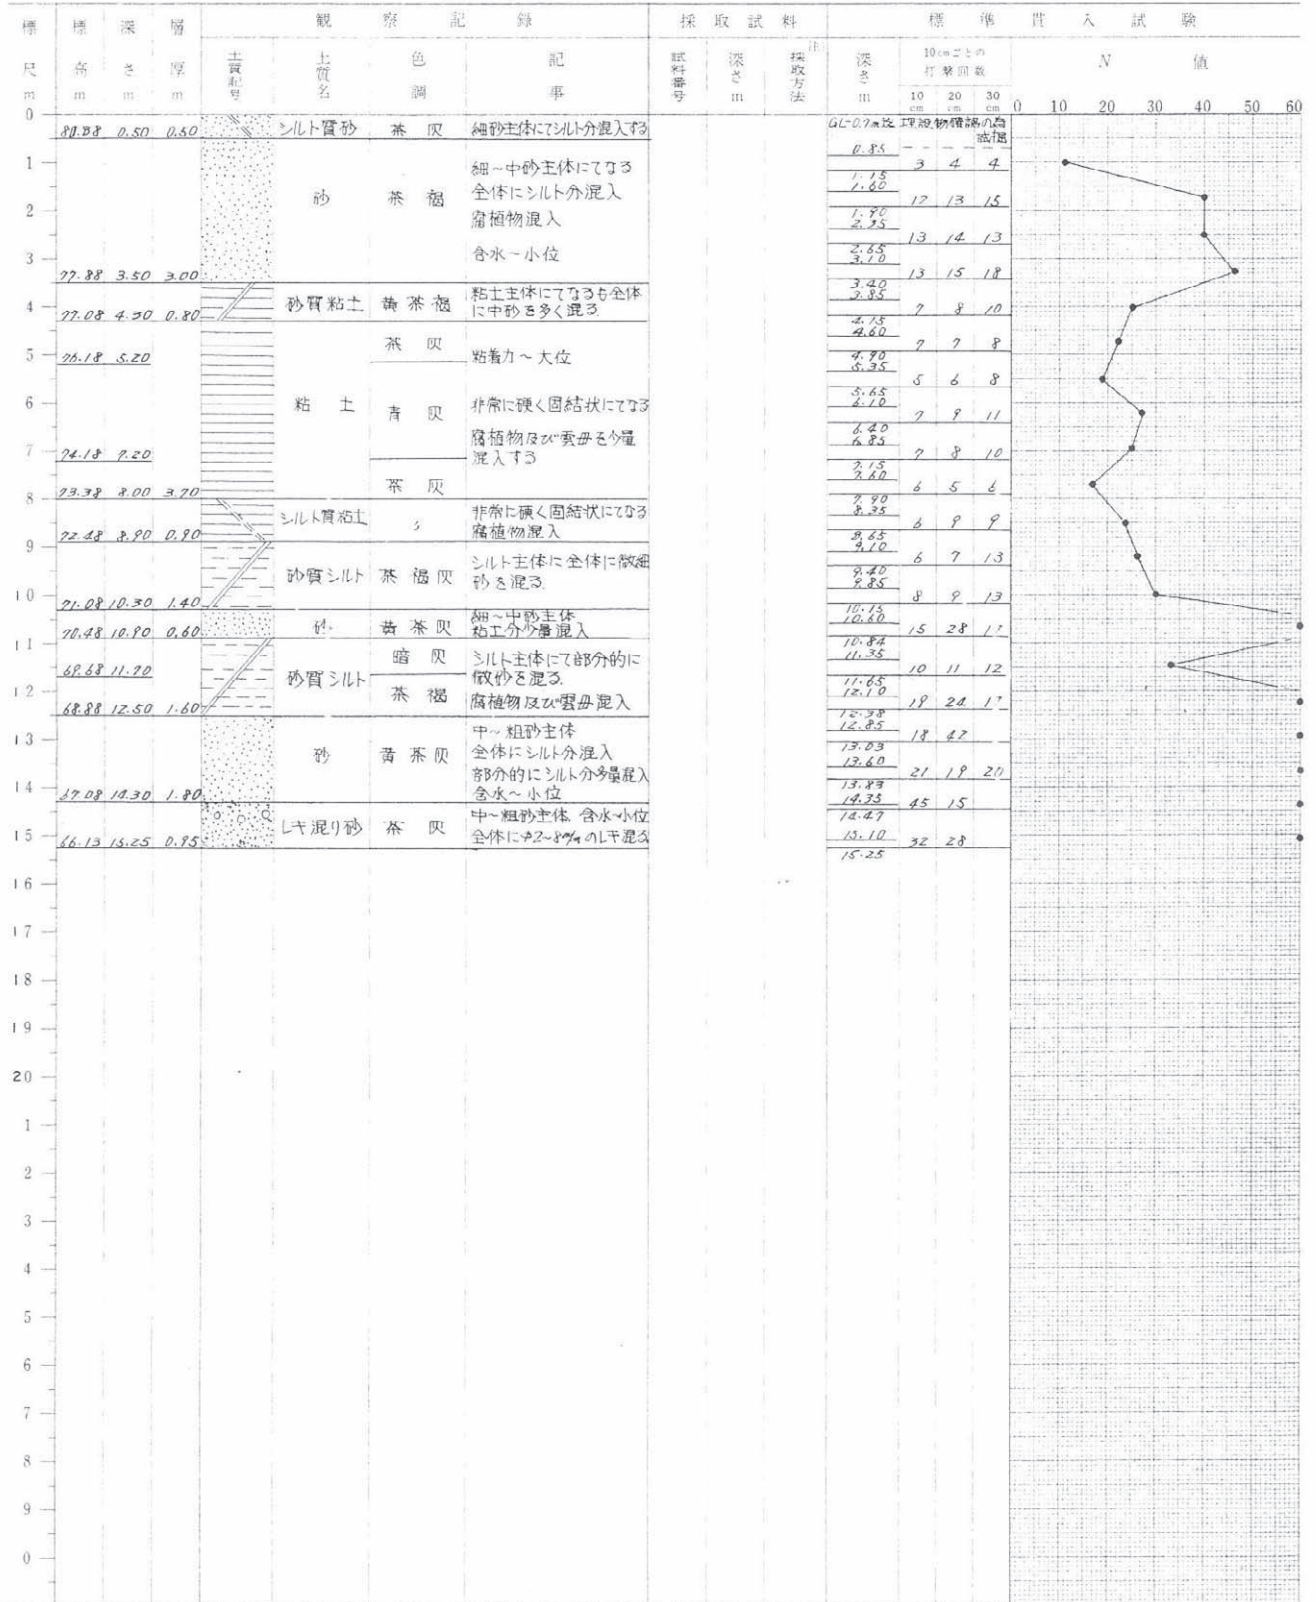 標 標 深 層 観 察 記 録 採 取 試 料 標 準 貫 入 試 験
尺 高 さ 厚 土質記号 土質名 色調 記事 試料番号 深さ 採取方法 注 深さ 10cmごとの打撃回数 N 値
m m m m m m 10cm 20cm 30cm 0 10 20 30 40 50 60
0
GL-0.7m迄 埋設物確認の為試掘
80.88 0.50 0.50 シルト質砂 茶 灰 細砂主体にてシルト分混入する
0.85
3 4 4
1
1.15
細~中砂主体にてなる
全体にシルト分混入
腐植物混入
含水~小位
砂 茶 褐
1.60
12 13 15
1.90
2
2.35
13 14 13
2.65
3
3.10
13 15 18
3.40
77.88 3.50 3.00
砂質粘土 黄 茶 褐 粘土主体にてなるも全体
に中砂を多く混る
3.85
7 8 10
4
4.15
77.08 4.30 0.80
茶 灰
4.60
7 7 8
4.90
5
76.18 5.20
粘着力~大位
5.35
5 6 8
5.65
粘 土 青 灰 非常に硬く固結状にてなる
6
6.10
7 9 11
6.40
腐植物及び雲母を少量
混入する
6.85
7 8 10
7
7.15
74.18 7.20
茶 灰
7.60
6 5 6
7.90
8
73.38 8.00 3.70
シルト質粘土 〃 非常に硬く固結状にてなる
腐植物混入
8.35
6 9 9
8.65
72.48 8.90 0.90
9
9.10
6 7 13
9.40
砂質シルト 茶 褐 灰 シルト主体に全体に微細
砂を混る
9.85
8 9 13
10
10.15
71.08 10.30 1.40
砂 黄 茶 灰 細~中砂主体
粘土分少量混入
10.60
15 28 17
10.84
70.48 10.90 0.60
11
暗 灰 シルト主体にて部分的に
微砂を混る
11.35
10 11 12
11.65
69.68 11.70
砂質シルト
茶 褐 腐植物及び雲母混入
12
12.10
19 24 17
12.38
68.88 12.50 1.60
中~粗砂主体
12.85
18 42
13
13.03
砂 黄 茶 灰 全体にシルト分混入
部分的にシルト分多量混入
含水~小位
13.60
21 19 20
13.83
14
67.08 14.30 1.80
14.35
45 15
14.47
レキ混り砂 茶 灰 中~粗砂主体 含水~小位
全体にφ2~8m/mのレキ混る
15
15.10
32 28
66.13 15.25 0.95
15.25
16
17
18
19
20
1
2
3
4
5
6
7
8
9
0